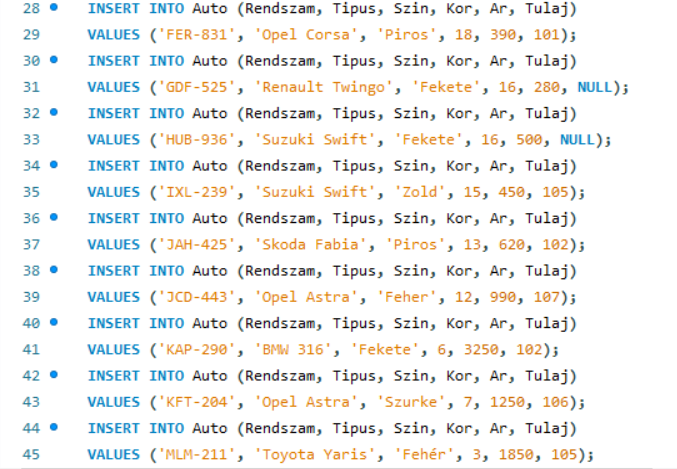 28 INSERT INTO Auto (Rendszam, Tipus, Szin, Kor, Ar, Tulaj)
29 VALUES ('FER-831', 'Opel Corsa', 'Piros', 18, 390, 101);
30 INSERT INTO Auto (Rendszam, Tipus, Szin, Kor, Ar, Tulaj)
31 VALUES ('GDF-525', 'Renault Twingo', 'Fekete', 16, 280, NULL);
32 INSERT INTO Auto (Rendszam, Tipus, Szin, Kor, Ar, Tulaj)
33 VALUES ('HUB-936', 'Suzuki Swift', 'Fekete', 16, 500, NULL);
34 INSERT INTO Auto (Rendszam, Tipus, Szin, Kor, Ar, Tulaj)
35 VALUES ('IXL-239', 'Suzuki Swift', 'Zold', 15, 450, 105);
36 INSERT INTO Auto (Rendszam, Tipus, Szin, Kor, Ar, Tulaj)
37 VALUES ('JAH-425', 'Skoda Fabia', 'Piros', 13, 620, 102);
38 INSERT INTO Auto (Rendszam, Tipus, Szin, Kor, Ar, Tulaj)
39 VALUES ('JCD-443', 'Opel Astra', 'Feher', 12, 990, 107);
40 INSERT INTO Auto (Rendszam, Tipus, Szin, Kor, Ar, Tulaj)
41 VALUES ('KAP-290', 'BMW 316', 'Fekete', 6, 3250, 102);
42 INSERT INTO Auto (Rendszam, Tipus, Szin, Kor, Ar, Tulaj)
43 VALUES ('KFT-204', 'Opel Astra', 'Szurke', 7, 1250, 106);
44 INSERT INTO Auto (Rendszam, Tipus, Szin, Kor, Ar, Tulaj)
45 VALUES ('MLM-211', 'Toyota Yaris', 'Fehér', 3, 1850, 105);